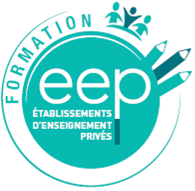 FORMATION
eep
ÉTABLISSEMENTS
D'ENSEIGNEMENT
PRIVÉS